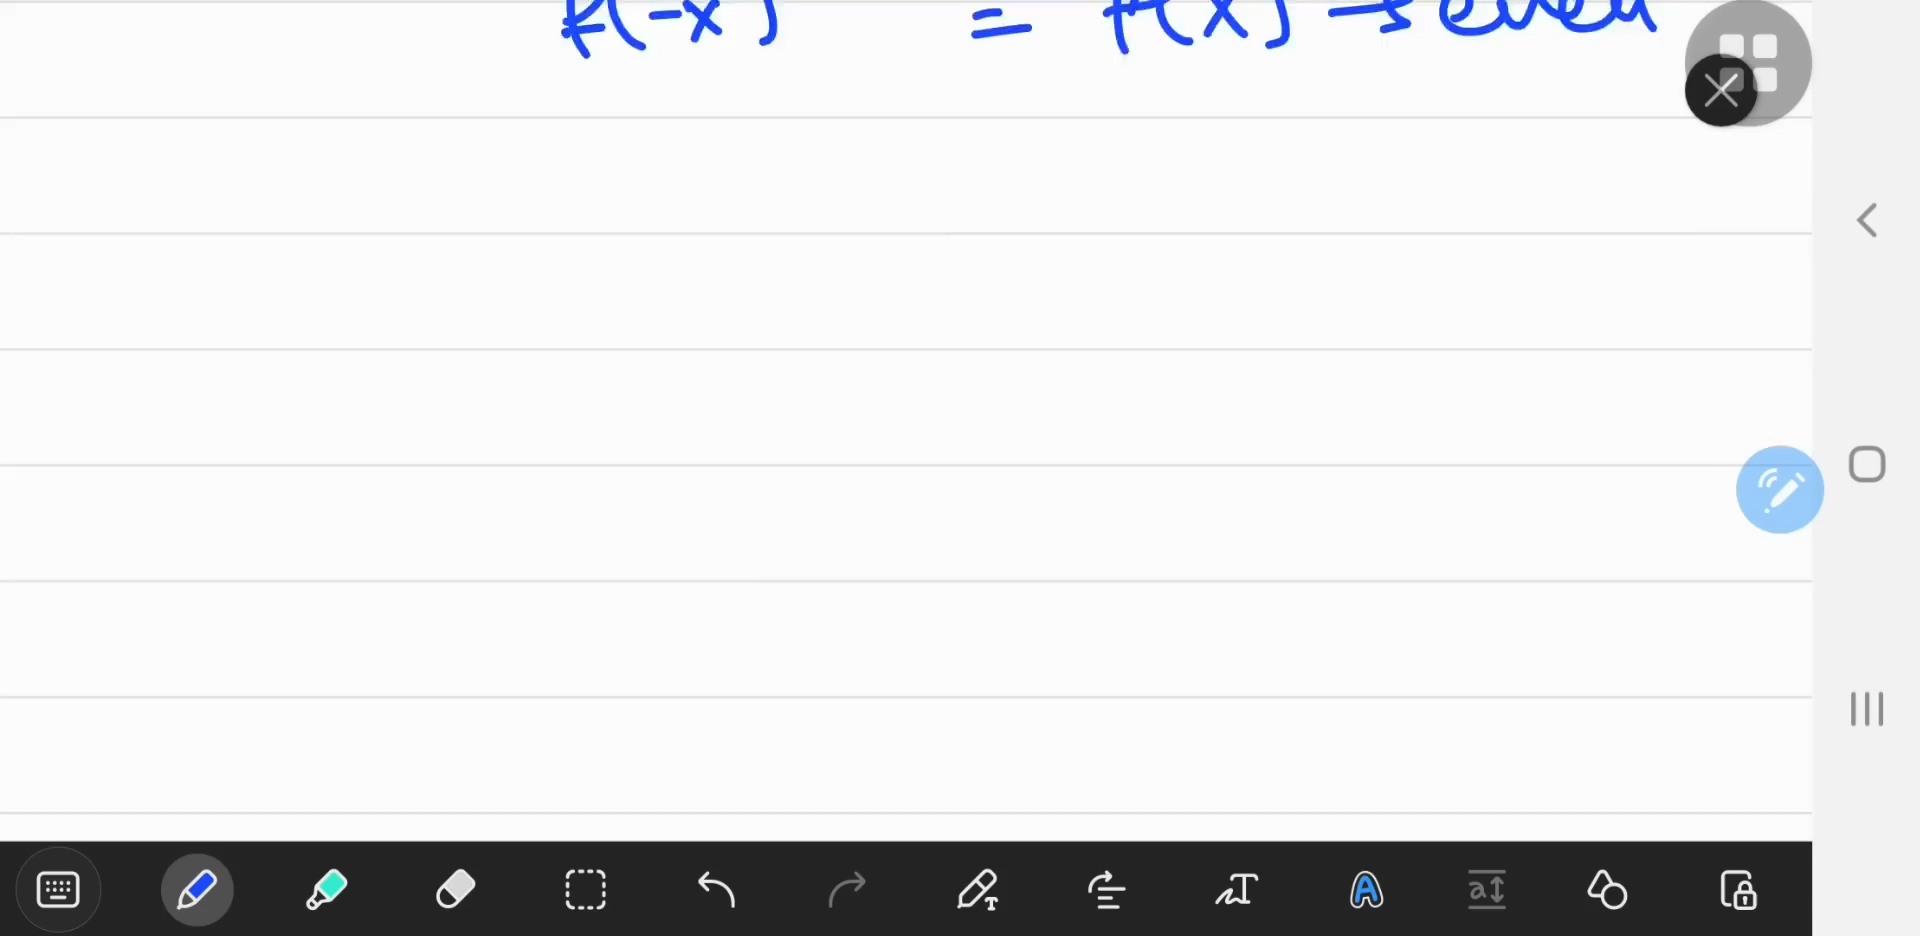 f(-x) = f(x) → even